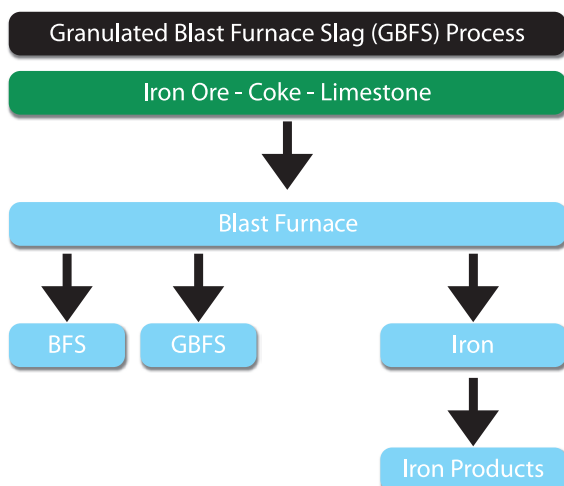 Granulated Blast Furnace Slag (GBFS) Process
Iron Ore - Coke - Limestone
Blast Furnace
BFS
GBFS
Iron
Iron Products